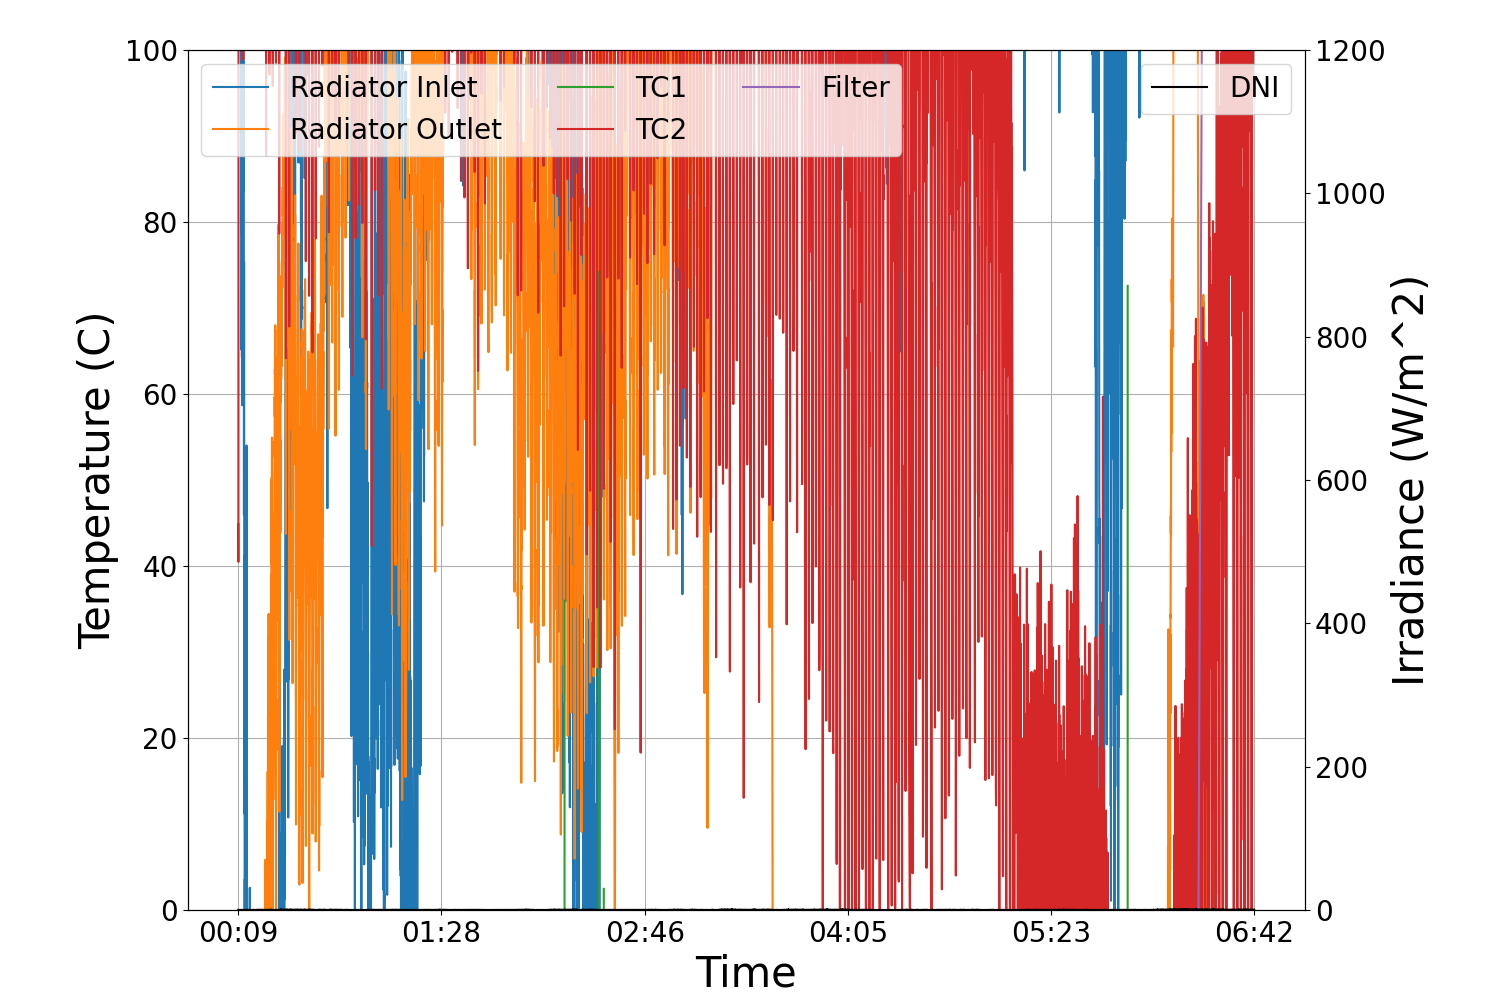 100
80
60
40
20
0
Temperature (C)
Radiator Inlet
Radiator Outlet
TC1
TC2
Filter
DNI
1200
1000
800
600
400
200
0
Irradiance (W/m^2)
00:09
01:28
02:46
04:05
05:23
06:42
Time